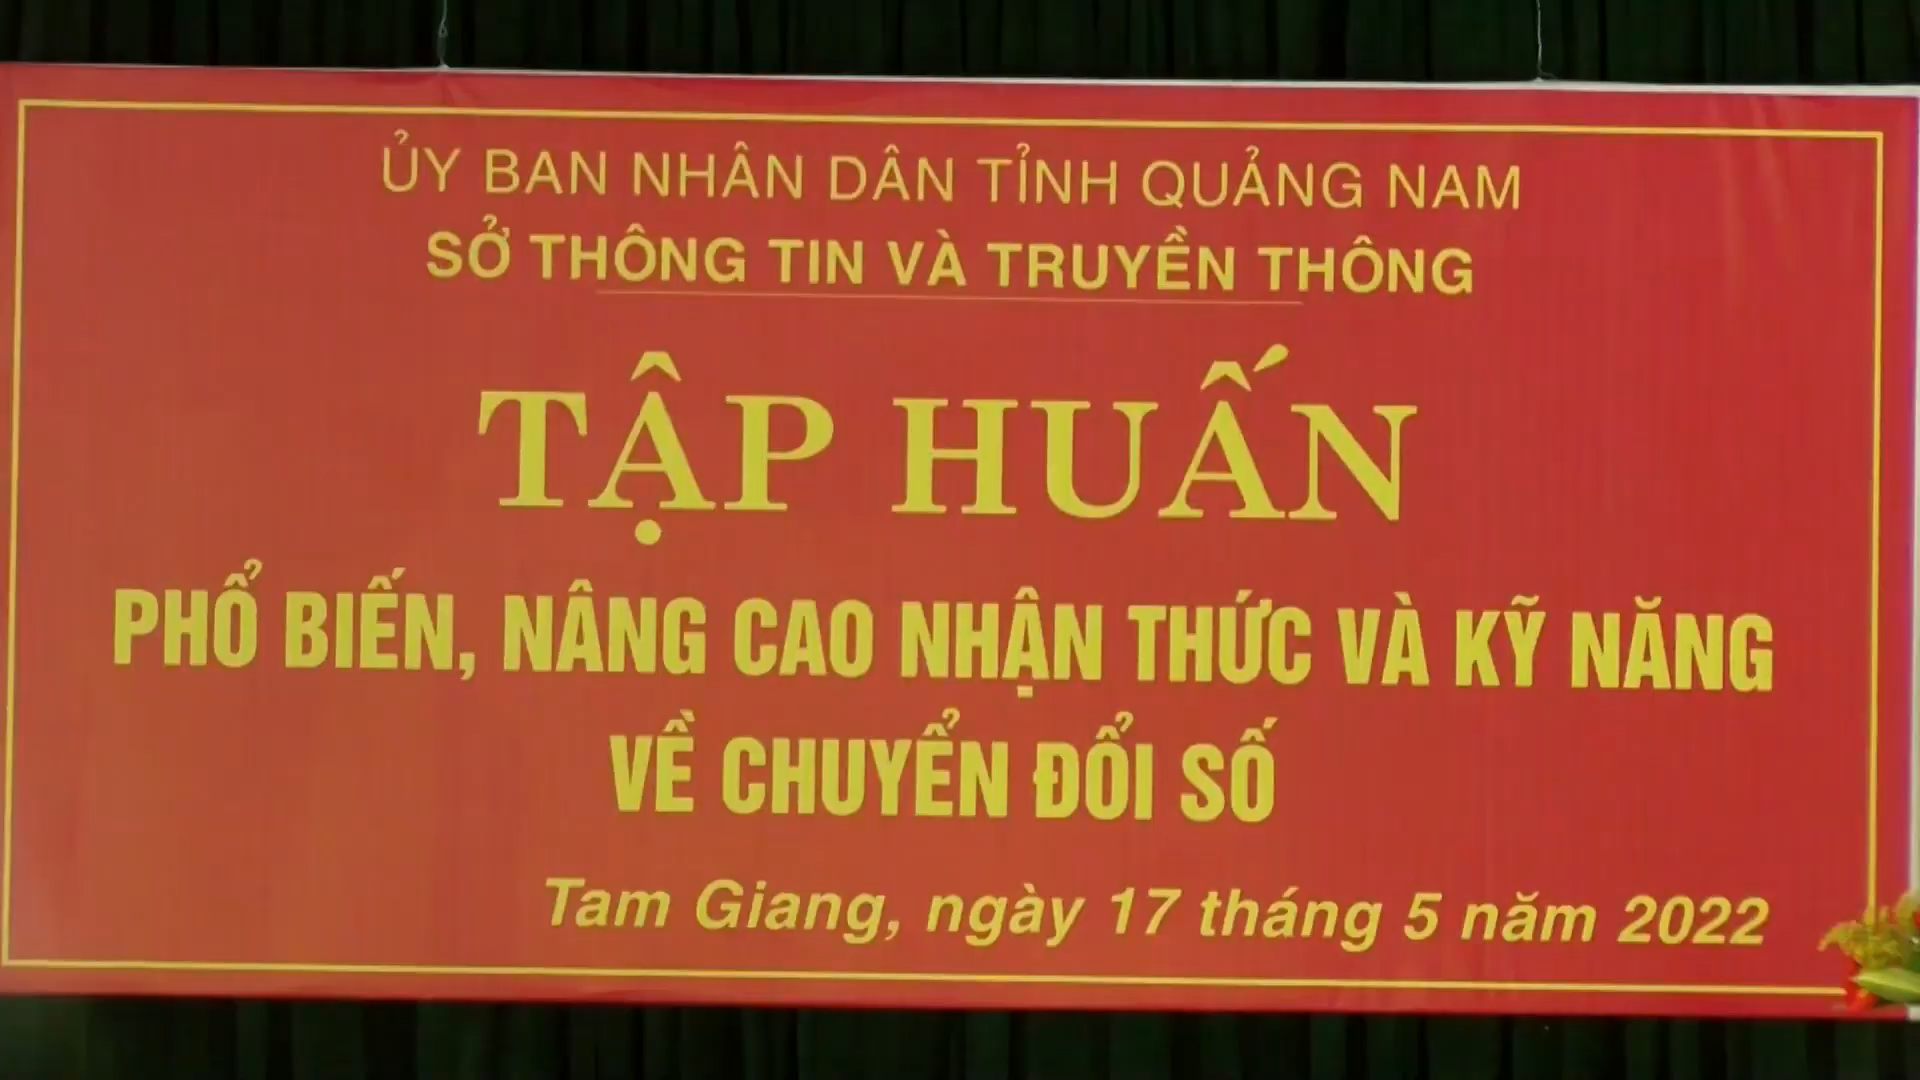 ỦY BAN NHÂN DÂN TỈNH QUẢNG NAM
SỞ THÔNG TIN VÀ TRUYỀN THÔNG
TẬP HUẤN
PHỔ BIẾN, NÂNG CAO NHẬN THỨC VÀ KỸ NĂNG
VỀ CHUYỂN ĐỔI SỐ
Tam Giang, ngày 17 tháng 5 năm 2022